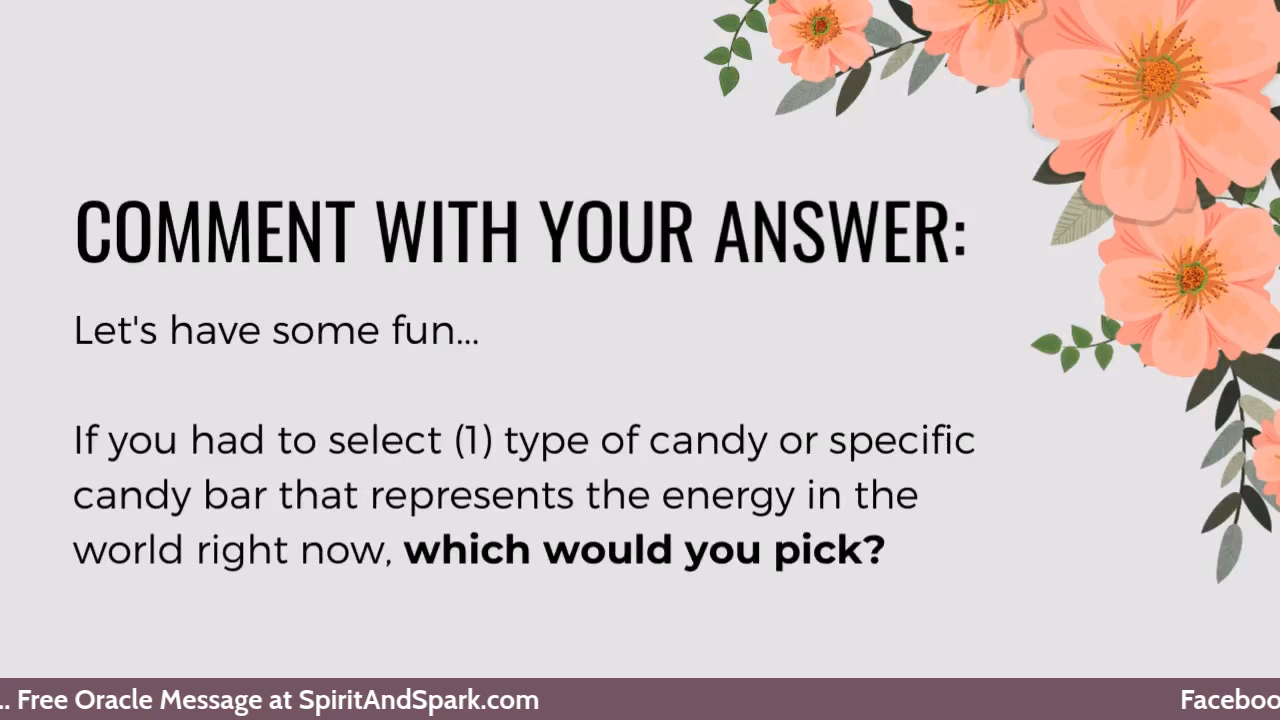 COMMENT WITH YOUR ANSWER:
Let's have some fun...
If you had to select (1) type of candy or specific
candy bar that represents the energy in the
world right now, which would you pick?
.. Free Oracle Message at SpiritAndSpark.com